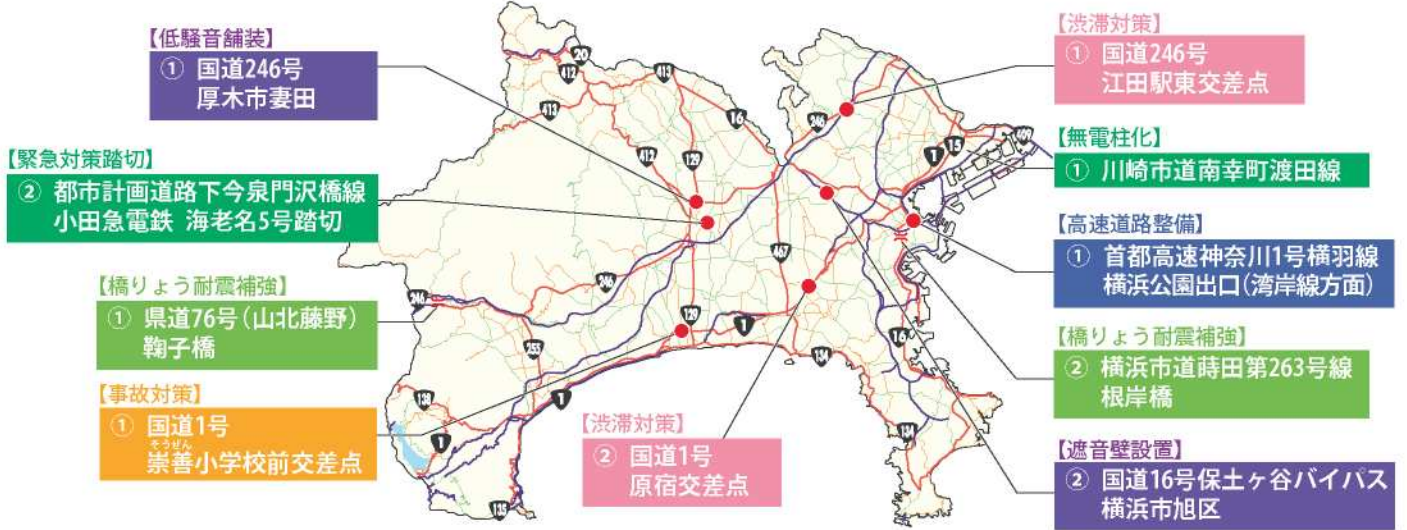 【低騒音舗装】
① 国道246号
厚木市妻田
【緊急対策踏切】
② 都市計画道路下今泉門沢橋線
小田急電鉄 海老名5号踏切
【橋りょう耐震補強】
① 県道76号(山北藤野)
鞠子橋
【事故対策】
① 国道1号
そうぜん
崇善小学校前交差点
【渋滞対策】
② 国道1号
原宿交差点
【渋滞対策】
① 国道246号
江田駅東交差点
【無電柱化】
① 川崎市道南幸町渡田線
【高速道路整備】
① 首都高速神奈川1号横羽線
横浜公園出口(湾岸線方面)
【橋りょう耐震補強】
② 横浜市道蒔田第263号線
根岸橋
【遮音壁設置】
② 国道16号保土ヶ谷バイパス
横浜市旭区
20
412
413
413
16
246
409
15
1
412
129
467
246
246
129
1
16
255
134
138
1
1
134
135